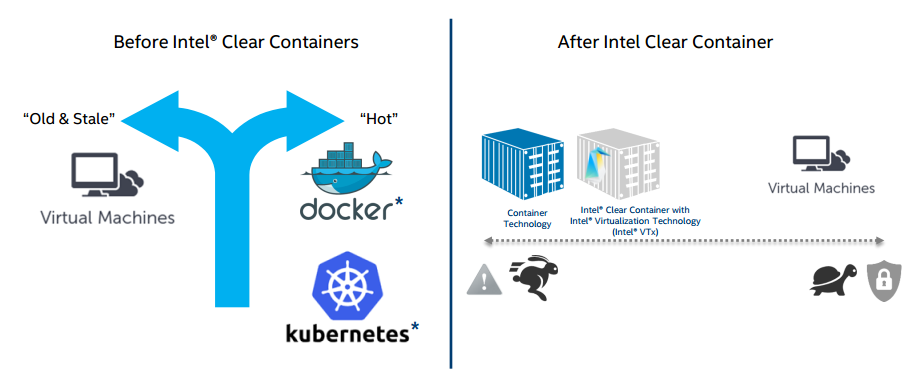 Before Intel® Clear Containers
"Old & Stale"
"Hot"
Virtual Machines
docker*
kubernetes*
After Intel Clear Container
Container
Technology
Intel® Clear Container with
Intel® Virtualization Technology
(Intel® VTx)
Virtual Machines